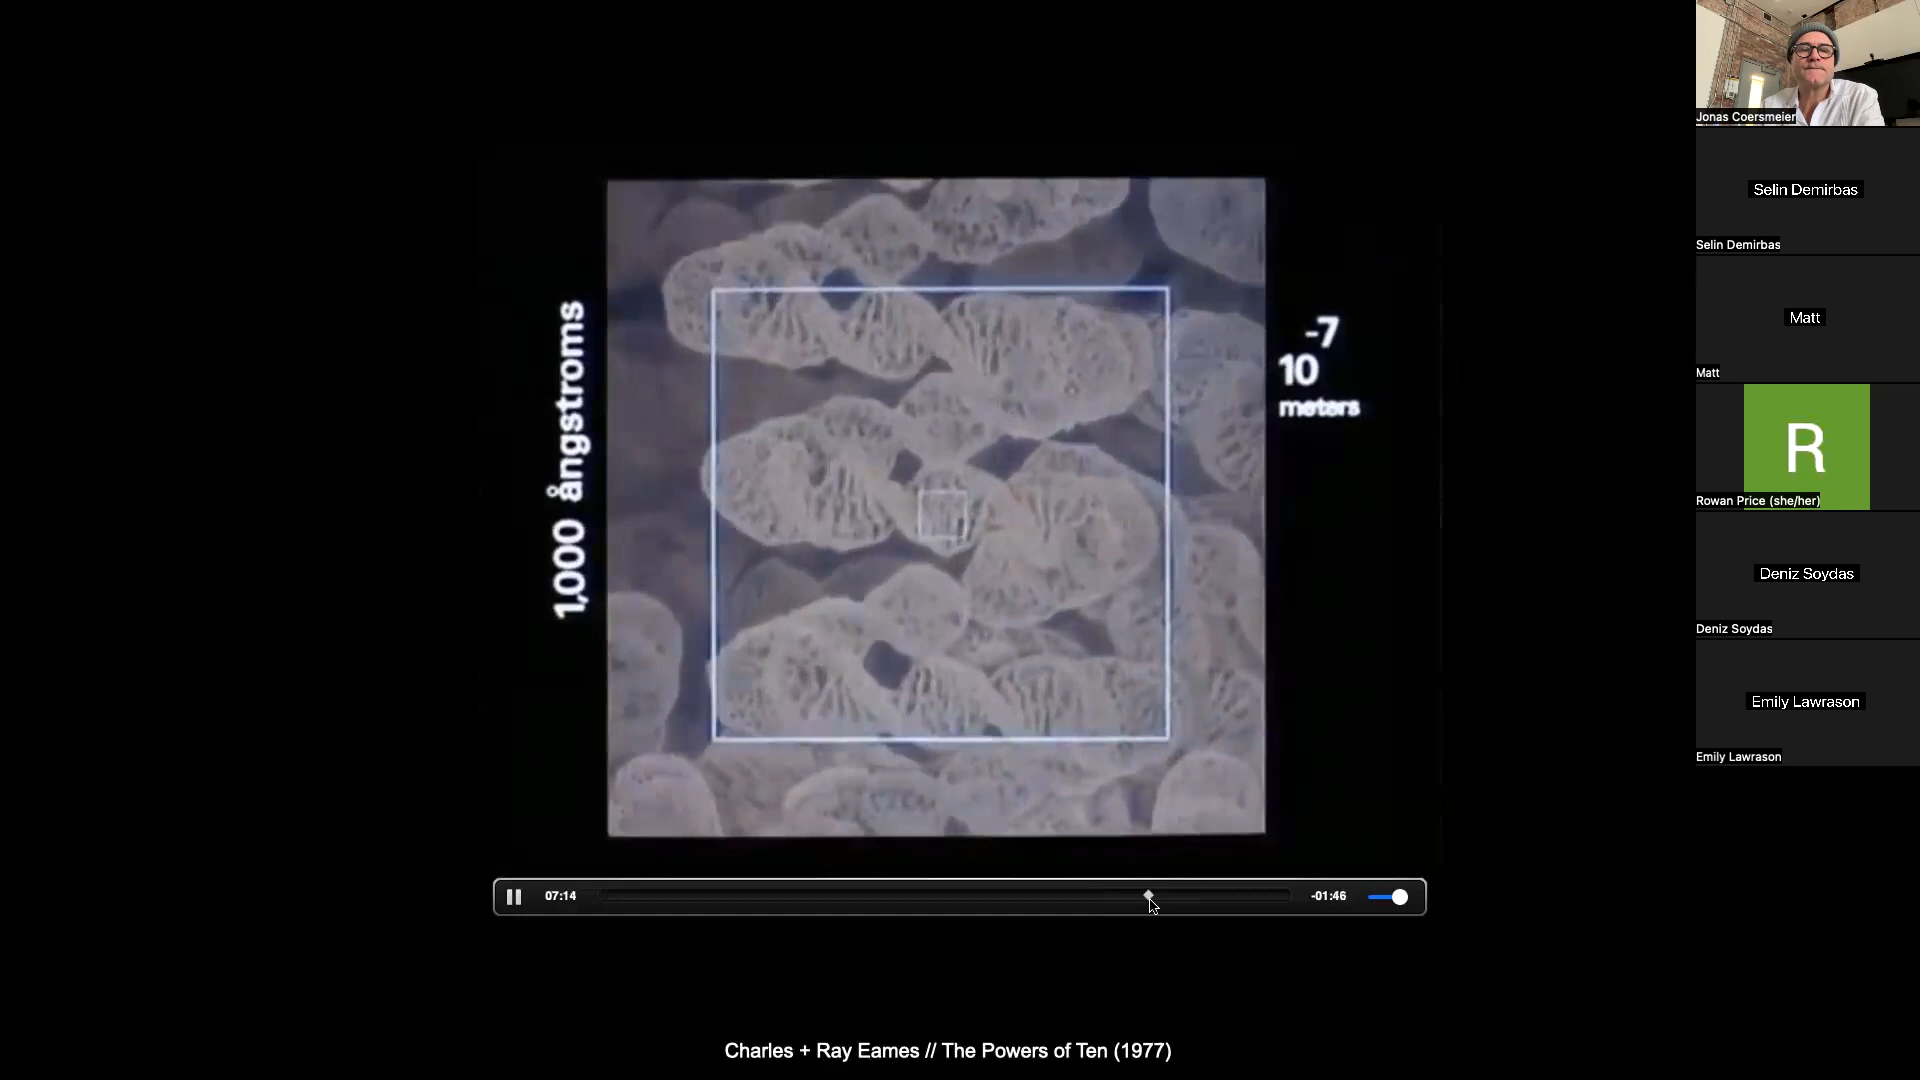 1,000 ångstroms
-7
10
meters
07:14
-01:46
Charles + Ray Eames // The Powers of Ten (1977)
Jonas Coersmeier
Selin Demirbas
Selin Demirbas
Matt
Matt
R
Rowan Price (she/her)
Deniz Soydas
Deniz Soydas
Emily Lawrason
Emily Lawrason